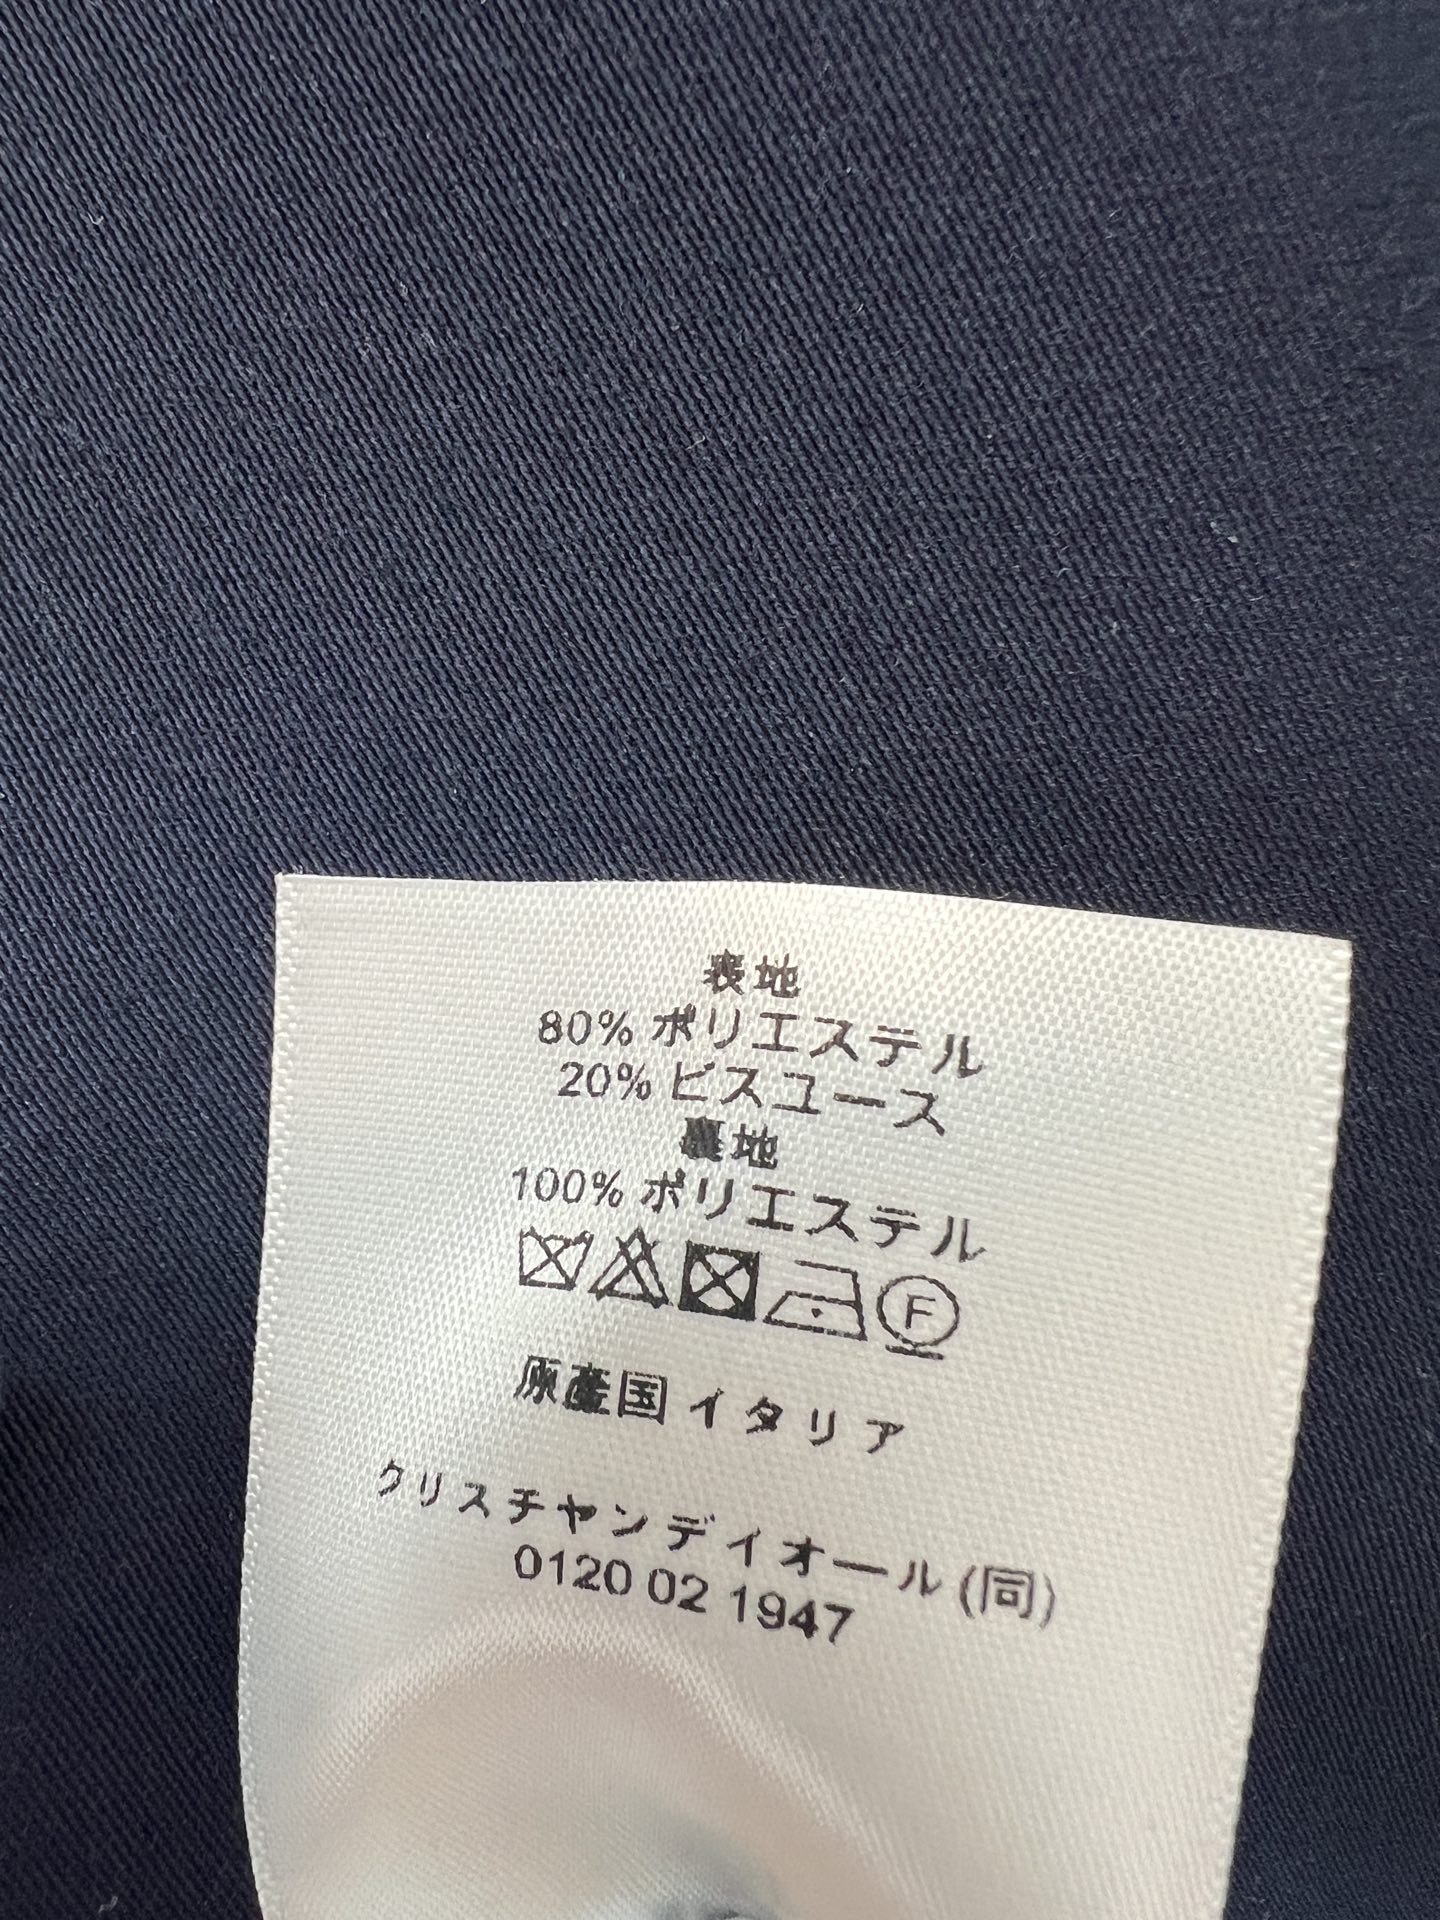 表地
80% ポリエステル
20% ビスコース
裏地
100% ポリエステル
F
原産国 イタリア
クリスチャンディオール (同)
0120 02 1947